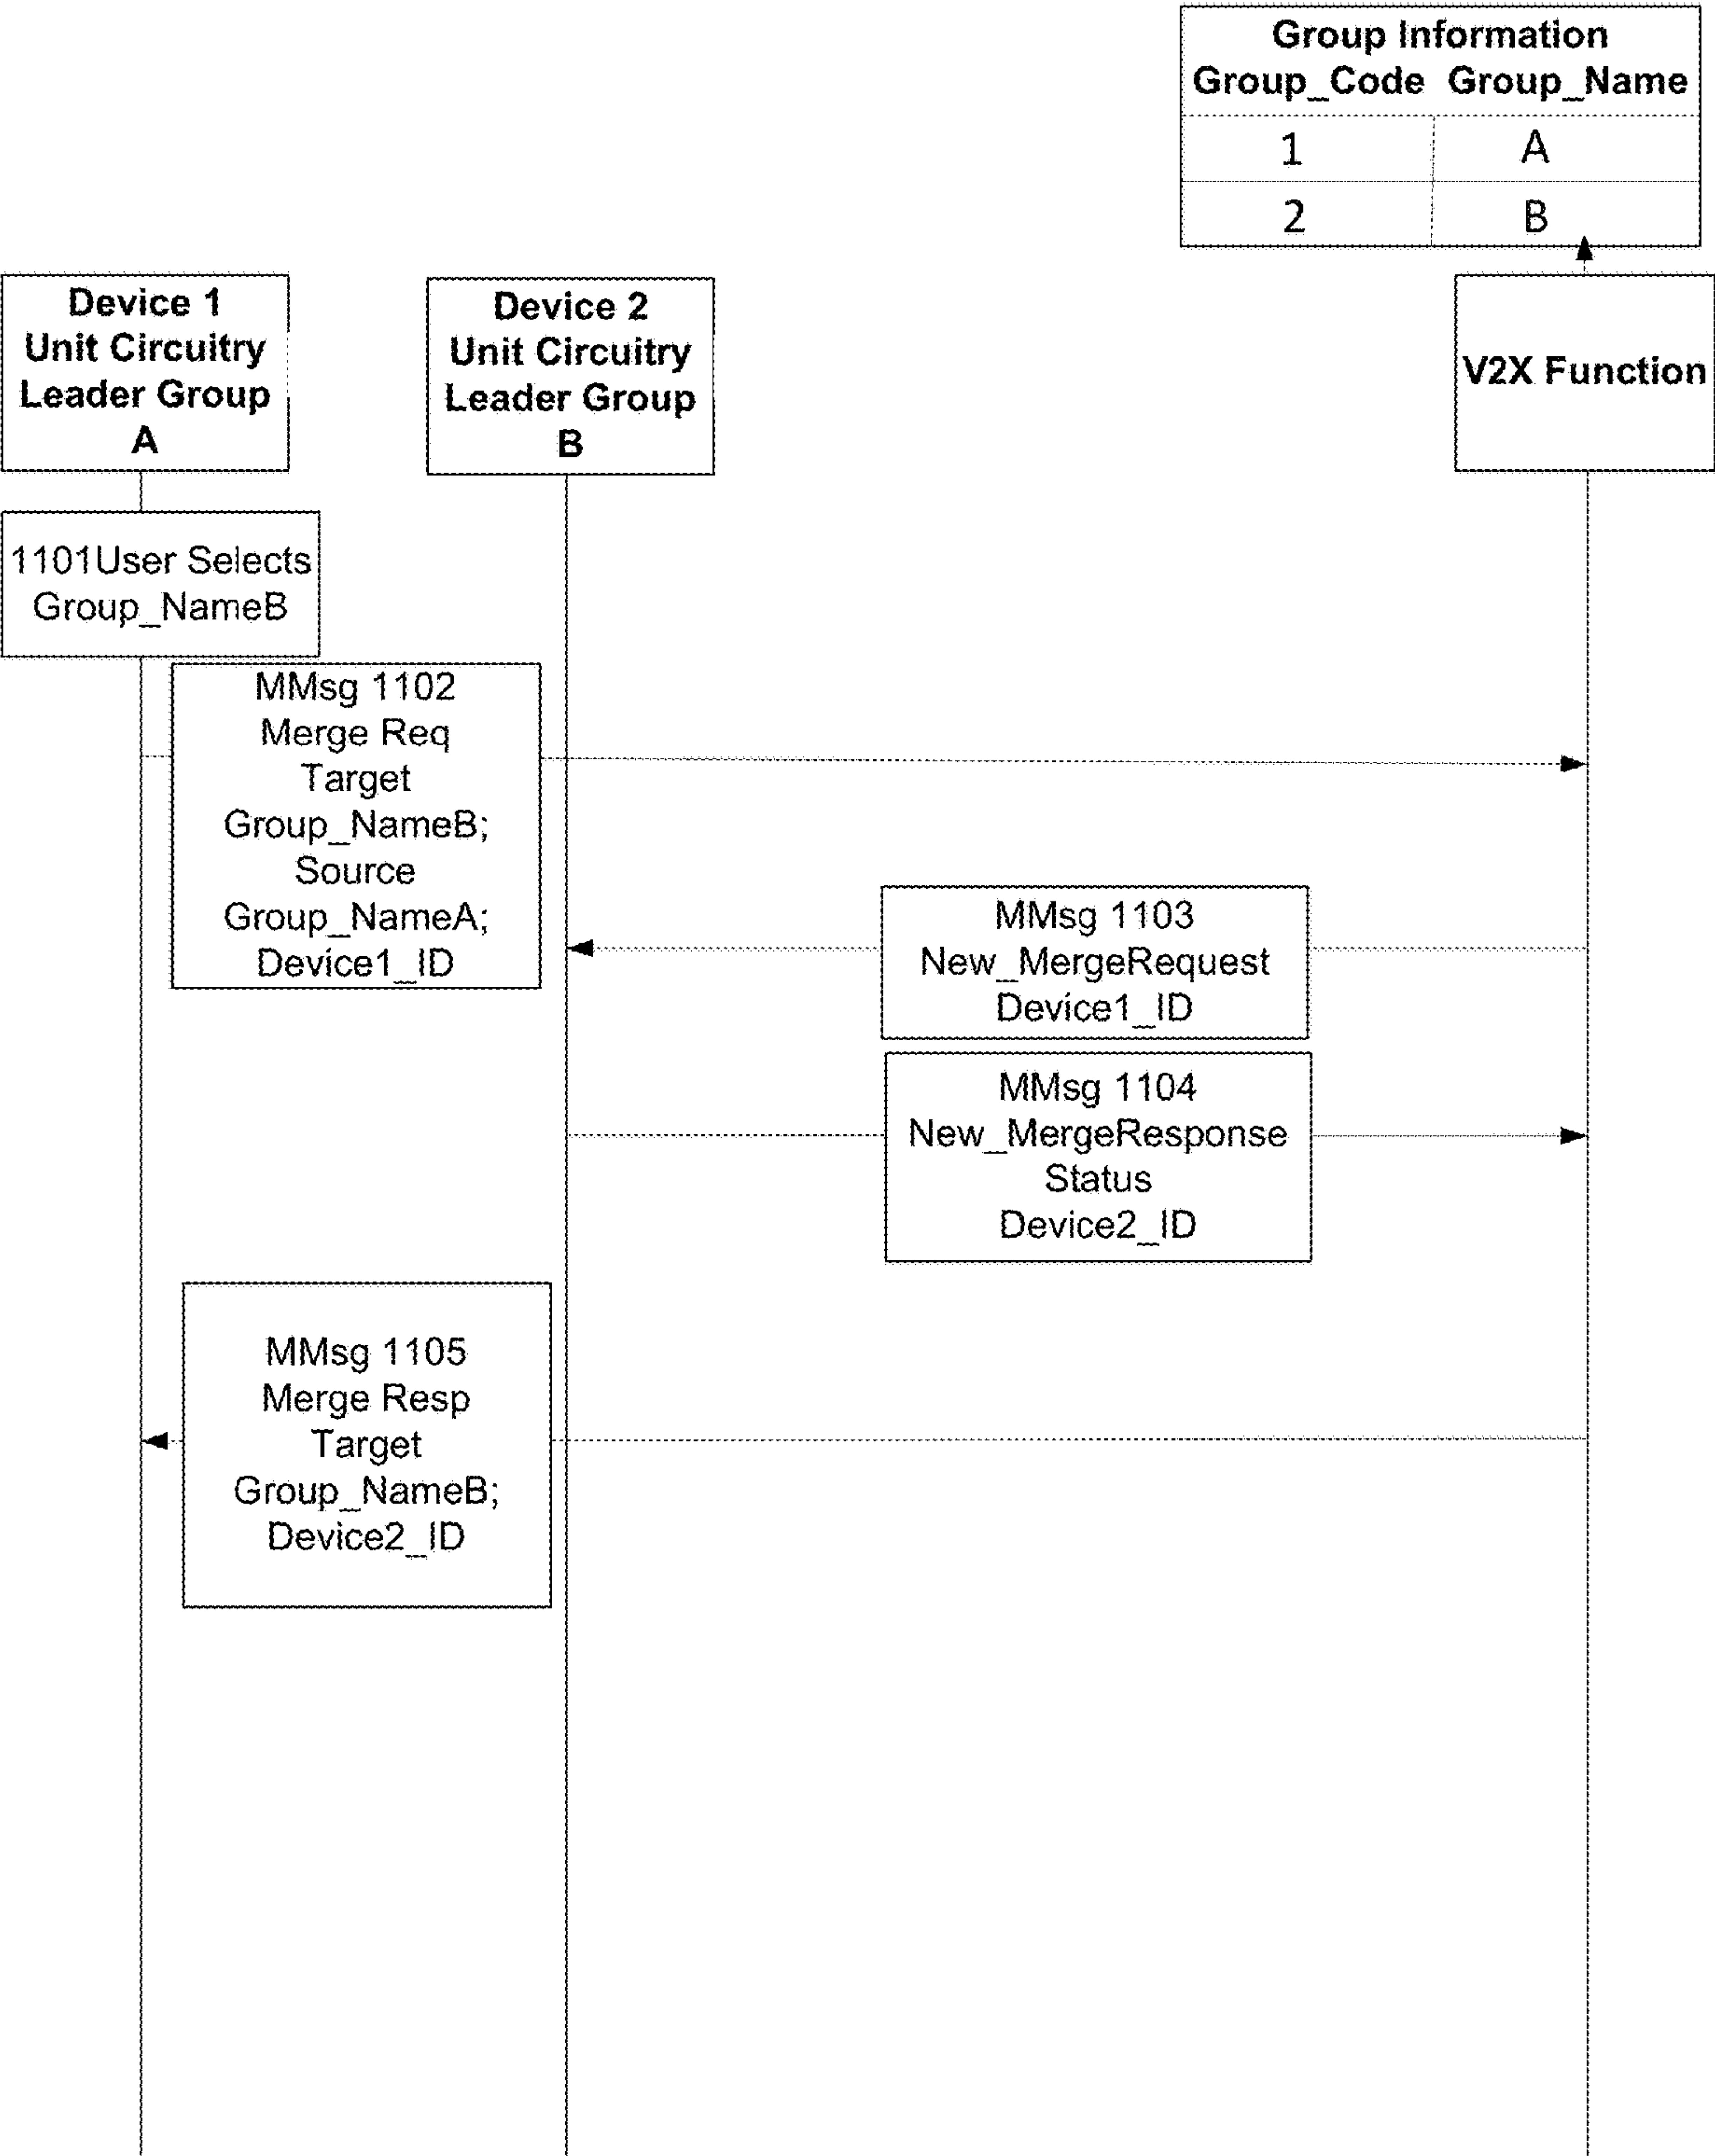 Group Information
Group_Code Group_Name
1 A
2 B
Device 1
Unit Circuitry
Leader Group
A
Device 2
Unit Circuitry
Leader Group
B
V2X Function
1101User Selects
Group_NameB
MMsg 1102
Merge Req
Target
Group_NameB;
Source
Group_NameA;
Device1_ID
MMsg 1103
New_MergeRequest
Device1_ID
MMsg 1104
New_MergeResponse
Status
Device2_ID
MMsg 1105
Merge Resp
Target
Group_NameB;
Device2_ID